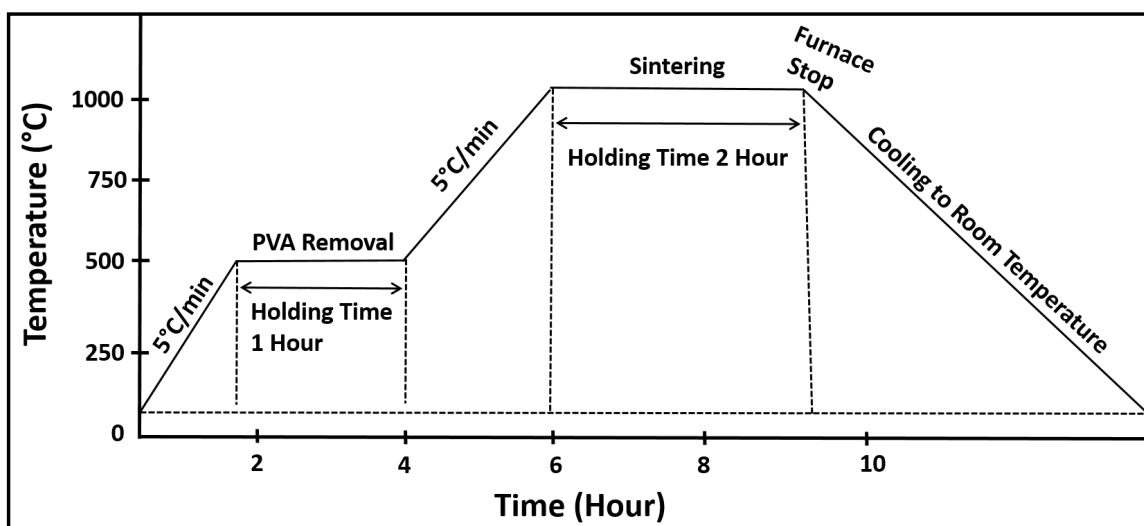 Temperature (°C)
1000
750
500
250
0
5°C/min
PVA Removal
Holding Time
1 Hour
5°C/min
Sintering
Holding Time 2 Hour
Furnace
Stop
Cooling to Room Temperature
2
4
6
8
10
Time (Hour)